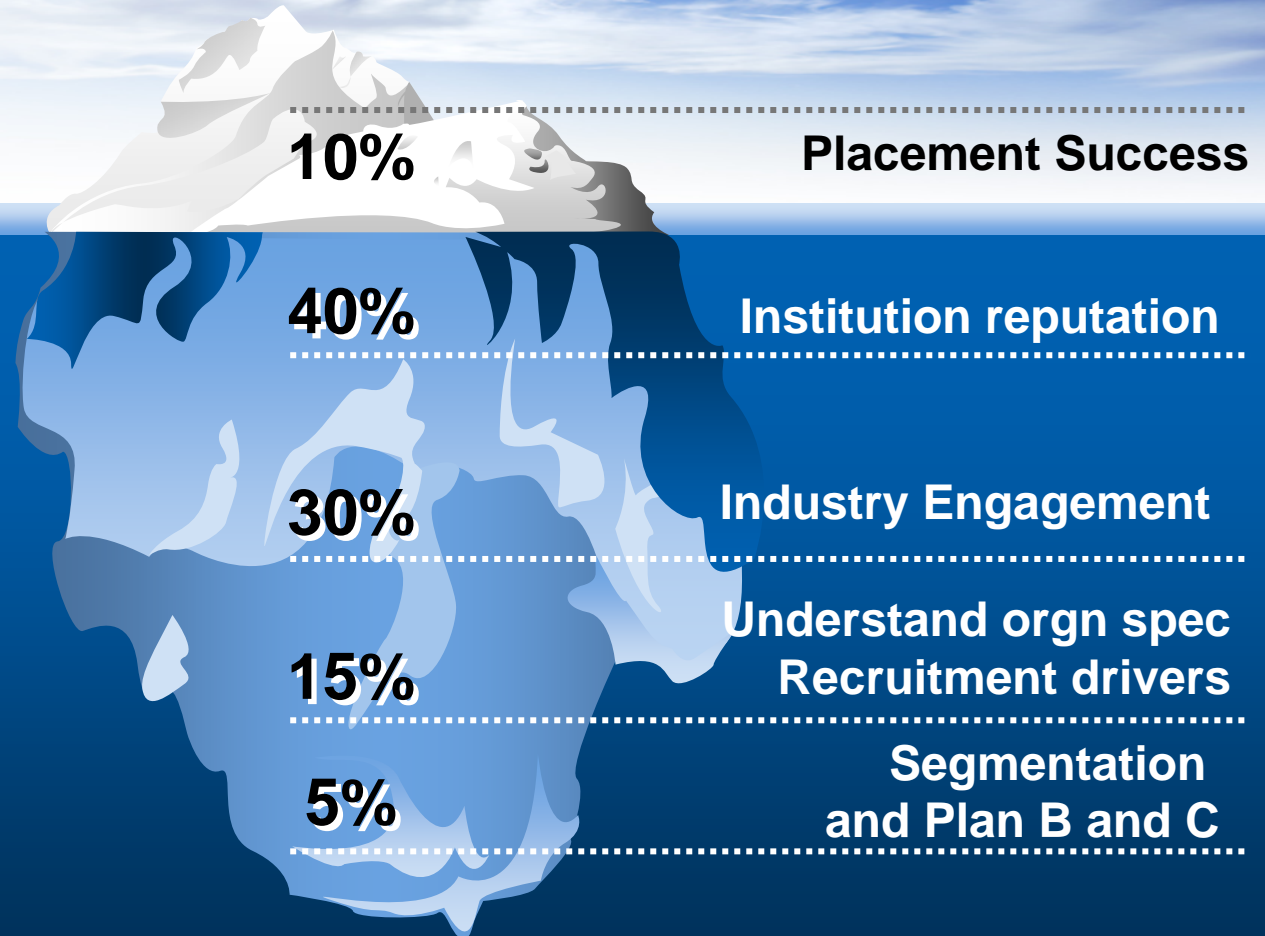 10% Placement Success
40% Institution reputation
30% Industry Engagement
Understand orgn spec
15% Recruitment drivers
Segmentation
5% and Plan B and C